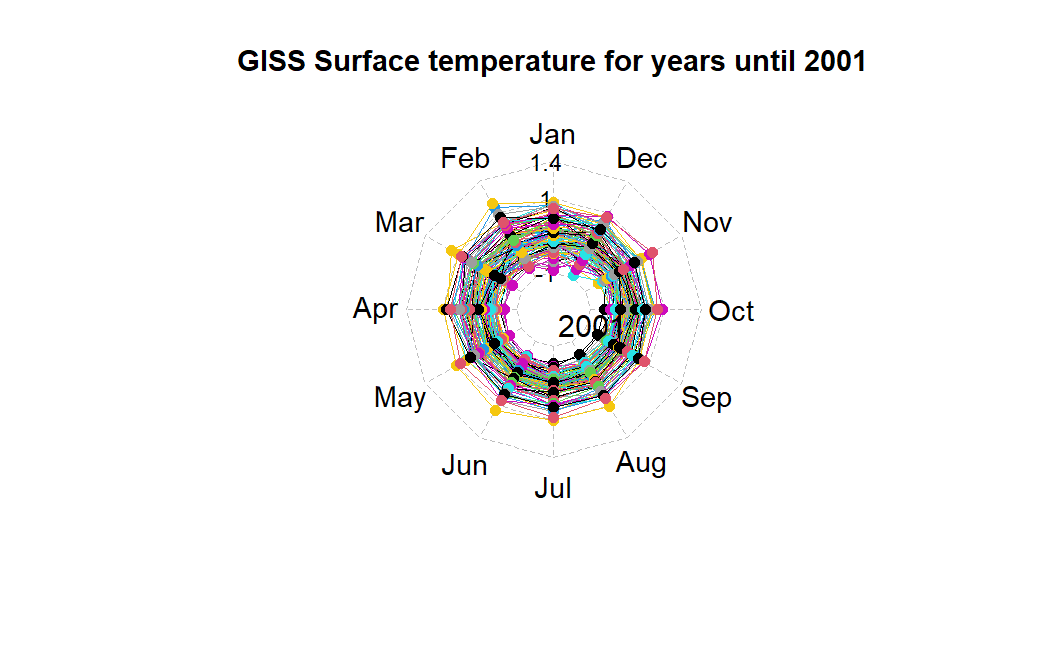 GISS Surface temperature for years until 2001
Jan
1.4
Feb
Dec
1
Mar
Nov
-1
Apr
Oct
2001
May
Sep
Jun
Aug
Jul